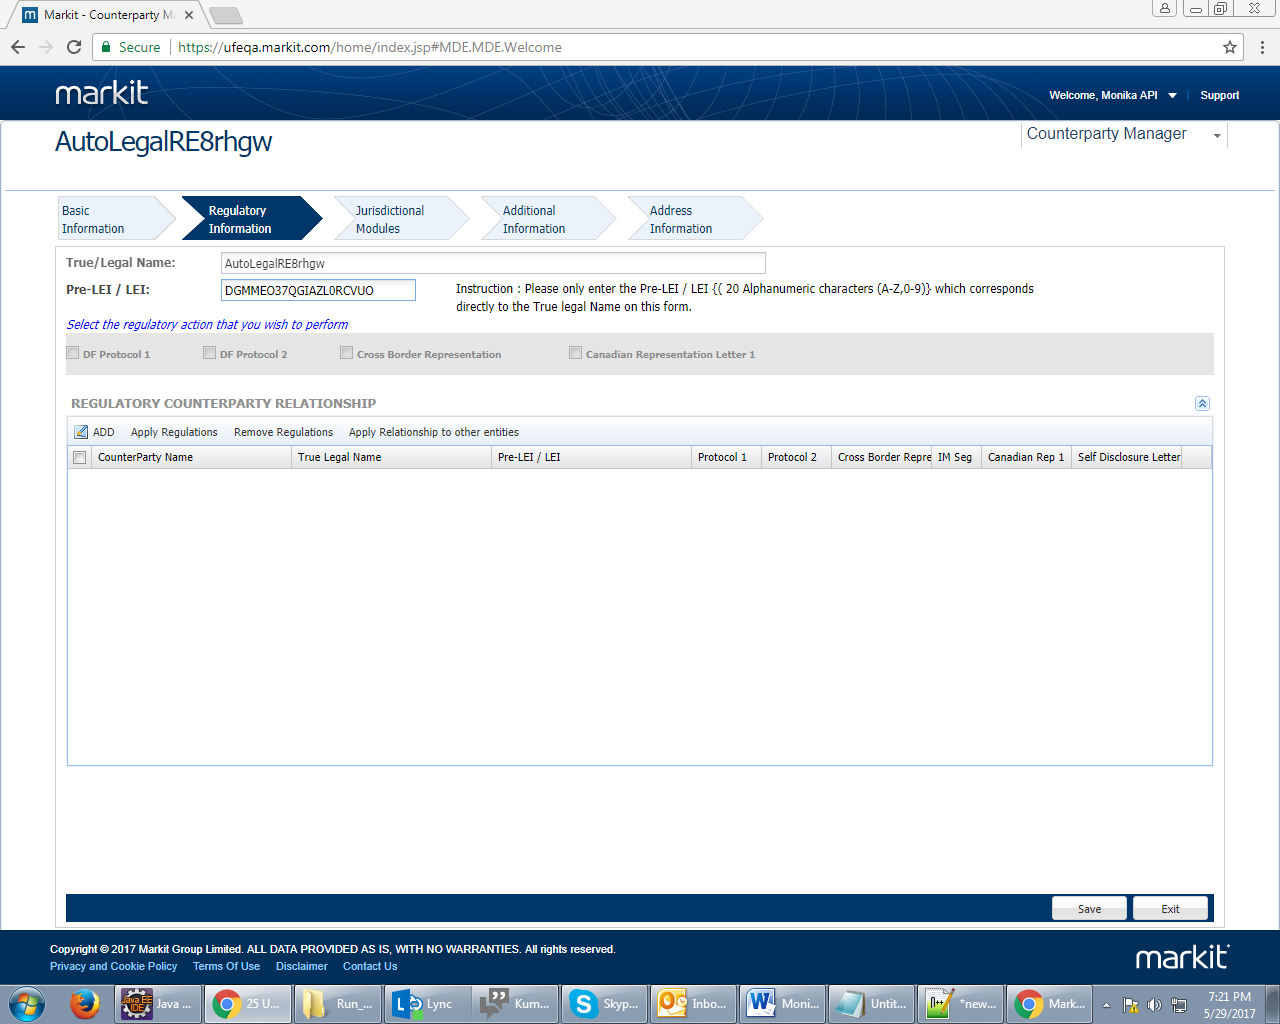 Markit - Counterparty Ma
Secure https://ufeqa.markit.com/home/index.jsp#MDE.MDE.Welcome
markit
Welcome, Monika API Support
AutoLegalRE8rhgw
Counterparty Manager
Basic Information
Regulatory Information
Jurisdictional Modules
Additional Information
Address Information
True/Legal Name: AutoLegalRE8rhgw
Pre-LEI / LEI: DGMMEO37QGIAZL0RCVUO
Instruction : Please only enter the Pre-LEI / LEI {( 20 Alphanumeric characters (A-Z,0-9)} which corresponds
directly to the True legal Name on this form.
Select the regulatory action that you wish to perform
DF Protocol 1 DF Protocol 2 Cross Border Representation Canadian Representation Letter 1
REGULATORY COUNTERPARTY RELATIONSHIP
ADD Apply Regulations Remove Regulations Apply Relationship to other entities
CounterParty Name True Legal Name Pre-LEI / LEI Protocol 1 Protocol 2 Cross Border Repre IM Seg Canadian Rep 1 Self Disclosure Letter
Save Exit
Copyright © 2017 Markit Group Limited. ALL DATA PROVIDED AS IS, WITH NO WARRANTIES. All rights reserved.
Privacy and Cookie Policy Terms Of Use Disclaimer Contact Us
markit
Java EE IDE Java ... 25 U... Run_... Lync Kum... Skyp... Inbo... Moni... Untit... *new... Mark...
7:21 PM
5/29/2017